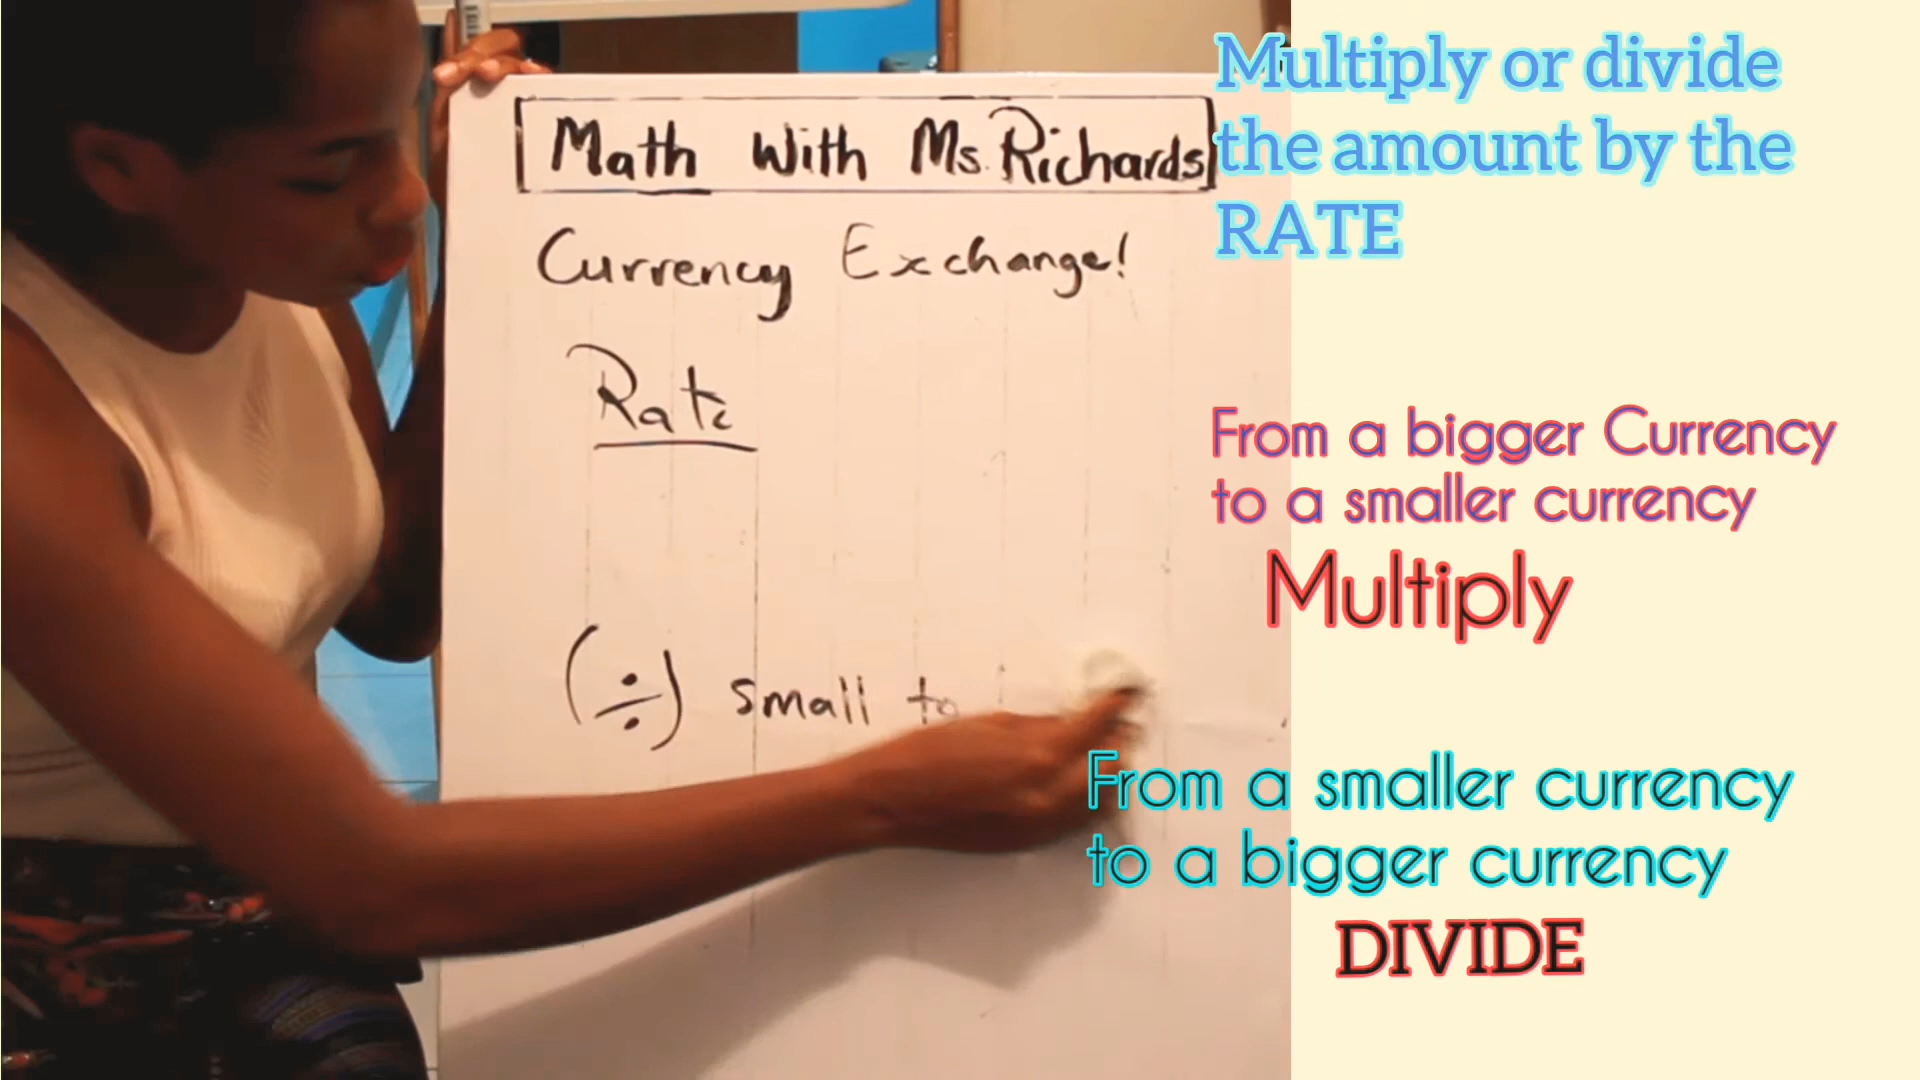 Math With Ms. Richards
Currency Exchange!
Rate
(÷) small to
Multiply or divide
the amount by the
RATE
From a bigger Currency
to a smaller currency
Multiply
From a smaller currency
to a bigger currency
DIVIDE